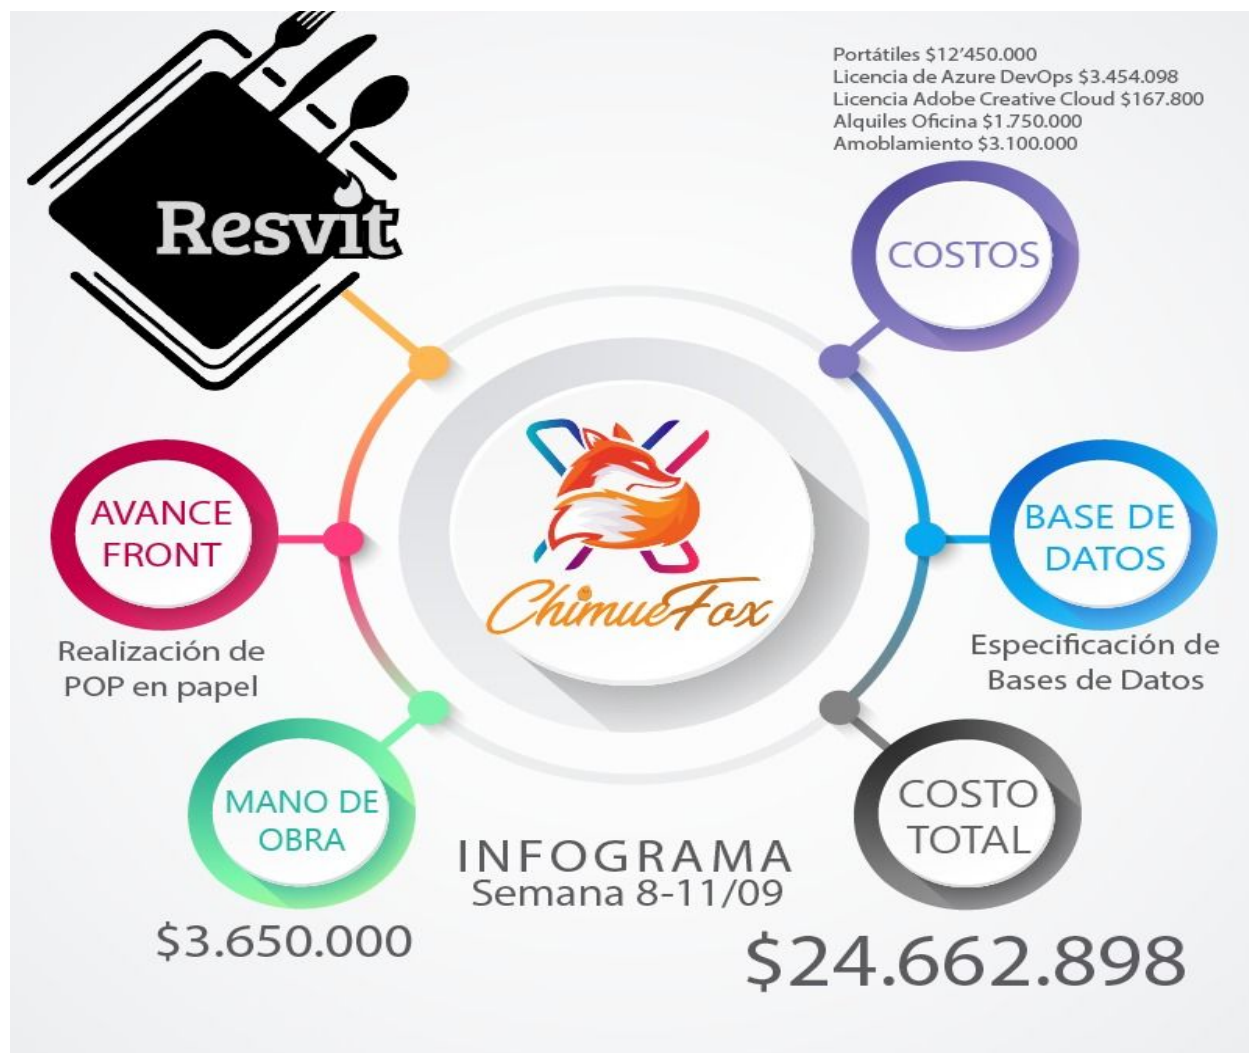 Resvit
Portátiles $12'450.000
Licencia de Azure DevOps $3.454.098
Licencia Adobe Creative Cloud $167.800
Alquiles Oficina $1.750.000
Amoblamiento $3.100.000
COSTOS
AVANCE
FRONT
Realización de
POP en papel
ChimueFox
BASE DE
DATOS
Especificación de
Bases de Datos
MANO DE
OBRA
$3.650.000
INFOGRAMA
Semana 8-11/09
COSTO
TOTAL
$24.662.898